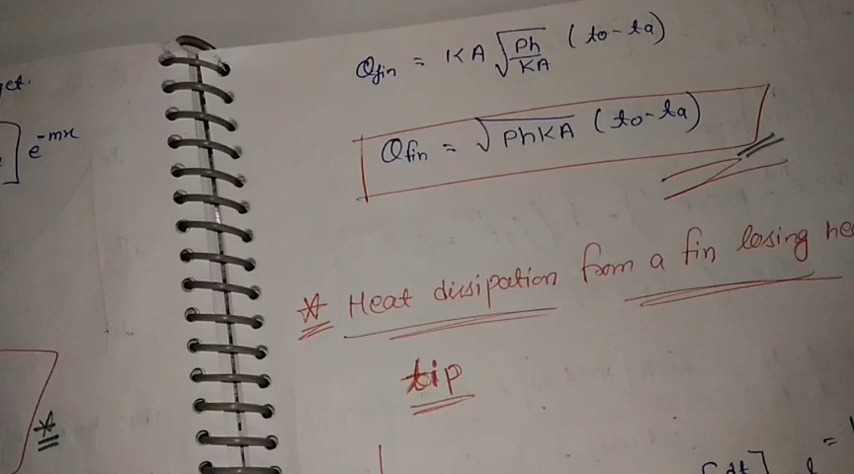 Qfin = KA √(Ph/KA) (to-ta)
Qfin = √PhKA (to-ta)
* Heat dissipation from a fin losing
tip
] e^-mx
*